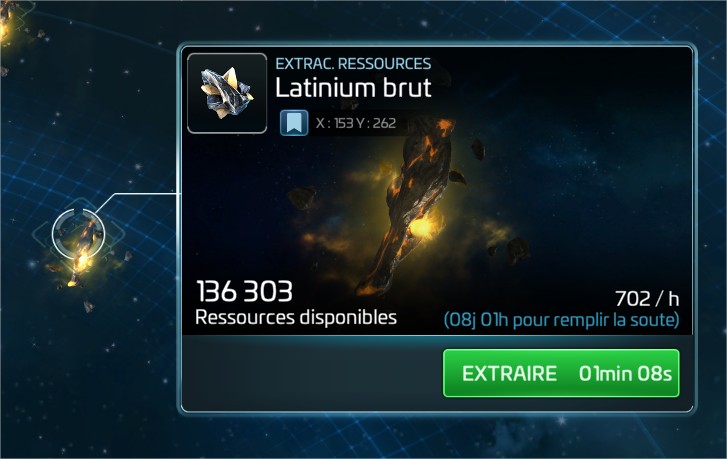 EXTRAC. RESSOURCES
Latinium brut
X : 153 Y : 262
136 303
Ressources disponibles
702 / h
(08j 01h pour remplir la soute)
EXTRAIRE 01min 08s